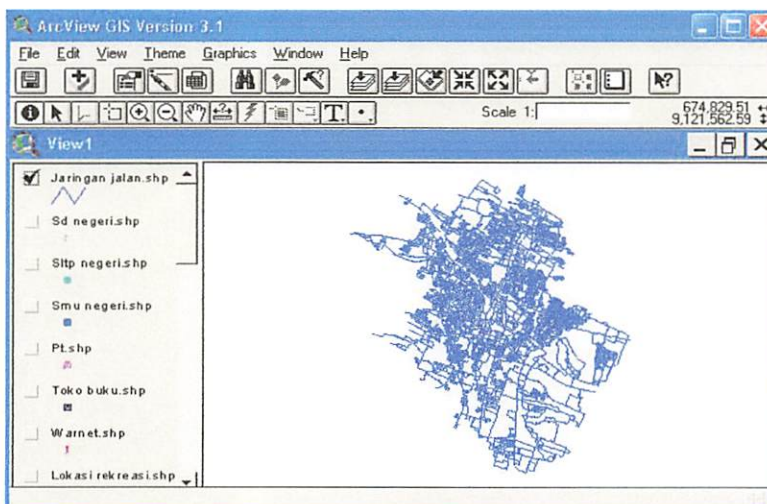 ArcView GIS Version 3.1
File Edit View Theme Graphics Window Help
Scale 1:
674,829.51
9,121,562.59
View1
Jaringan jalan.shp
Sd negeri.shp
Sltp negeri.shp
Smu negeri.shp
Pt.shp
Toko buku.shp
Warnet.shp
Lokasi rekreasi.shp